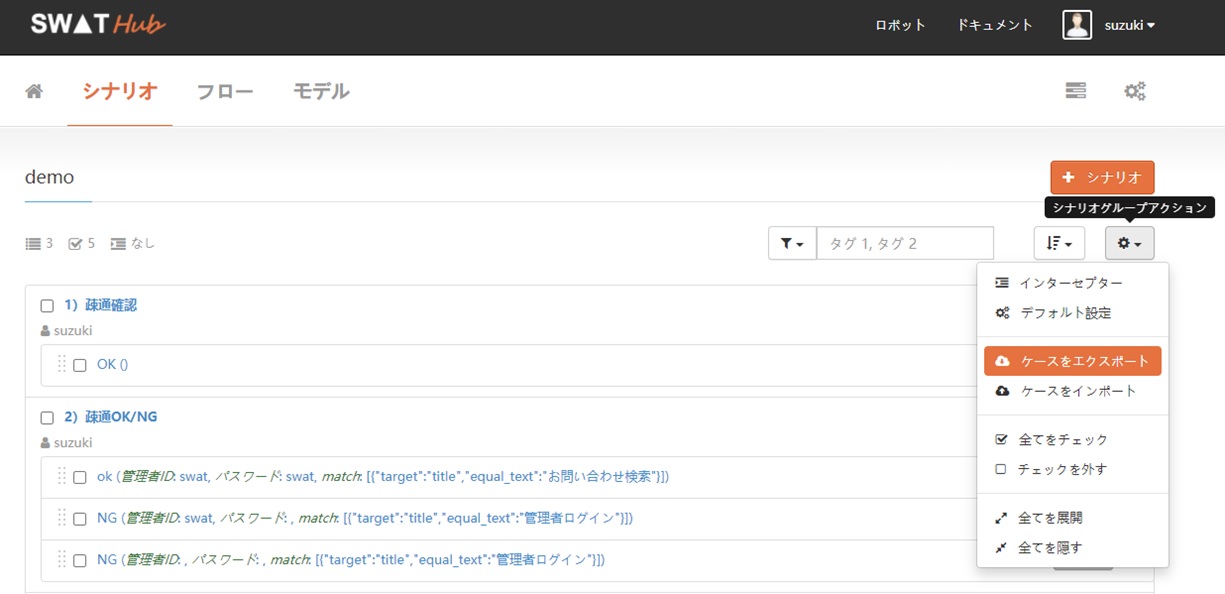 SWAT Hub ロボット ドキュメント suzuki
シナリオ フロー モデル
demo
+ シナリオ
シナリオグループアクション
3 5 なし
タグ 1, タグ 2
インターセプター
デフォルト設定
ケースをエクスポート
ケースをインポート
全てをチェック
チェックを外す
全てを展開
全てを隠す
1）疎通確認
suzuki
OK ()
2）疎通OK/NG
suzuki
ok (管理者ID: swat, パスワード: swat, match: [{"target":"title","equal_text":"お問い合わせ検索"}])
NG (管理者ID: swat, パスワード: , match: [{"target":"title","equal_text":"管理者ログイン"}])
NG (管理者ID: , パスワード: , match: [{"target":"title","equal_text":"管理者ログイン"}])